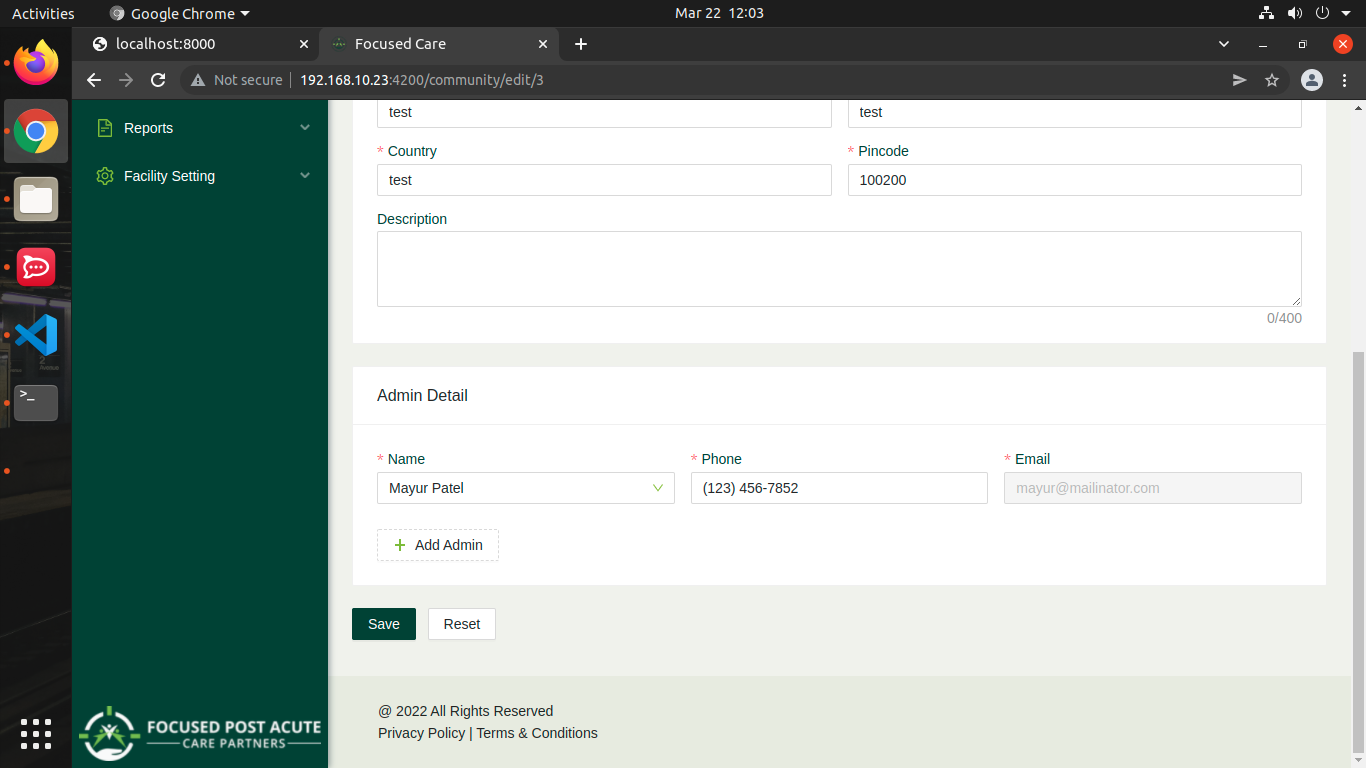 Activities Google Chrome Mar 22 12:03
localhost:8000 Focused Care
Not secure 192.168.10.23:4200/community/edit/3
Reports
Facility Setting
test test
* Country * Pincode
test 100200
Description
0/400
Admin Detail
* Name * Phone * Email
Mayur Patel (123) 456-7852 mayur@mailinator.com
+ Add Admin
Save Reset
@ 2022 All Rights Reserved
Privacy Policy | Terms & Conditions
FOCUSED POST ACUTE
CARE PARTNERS